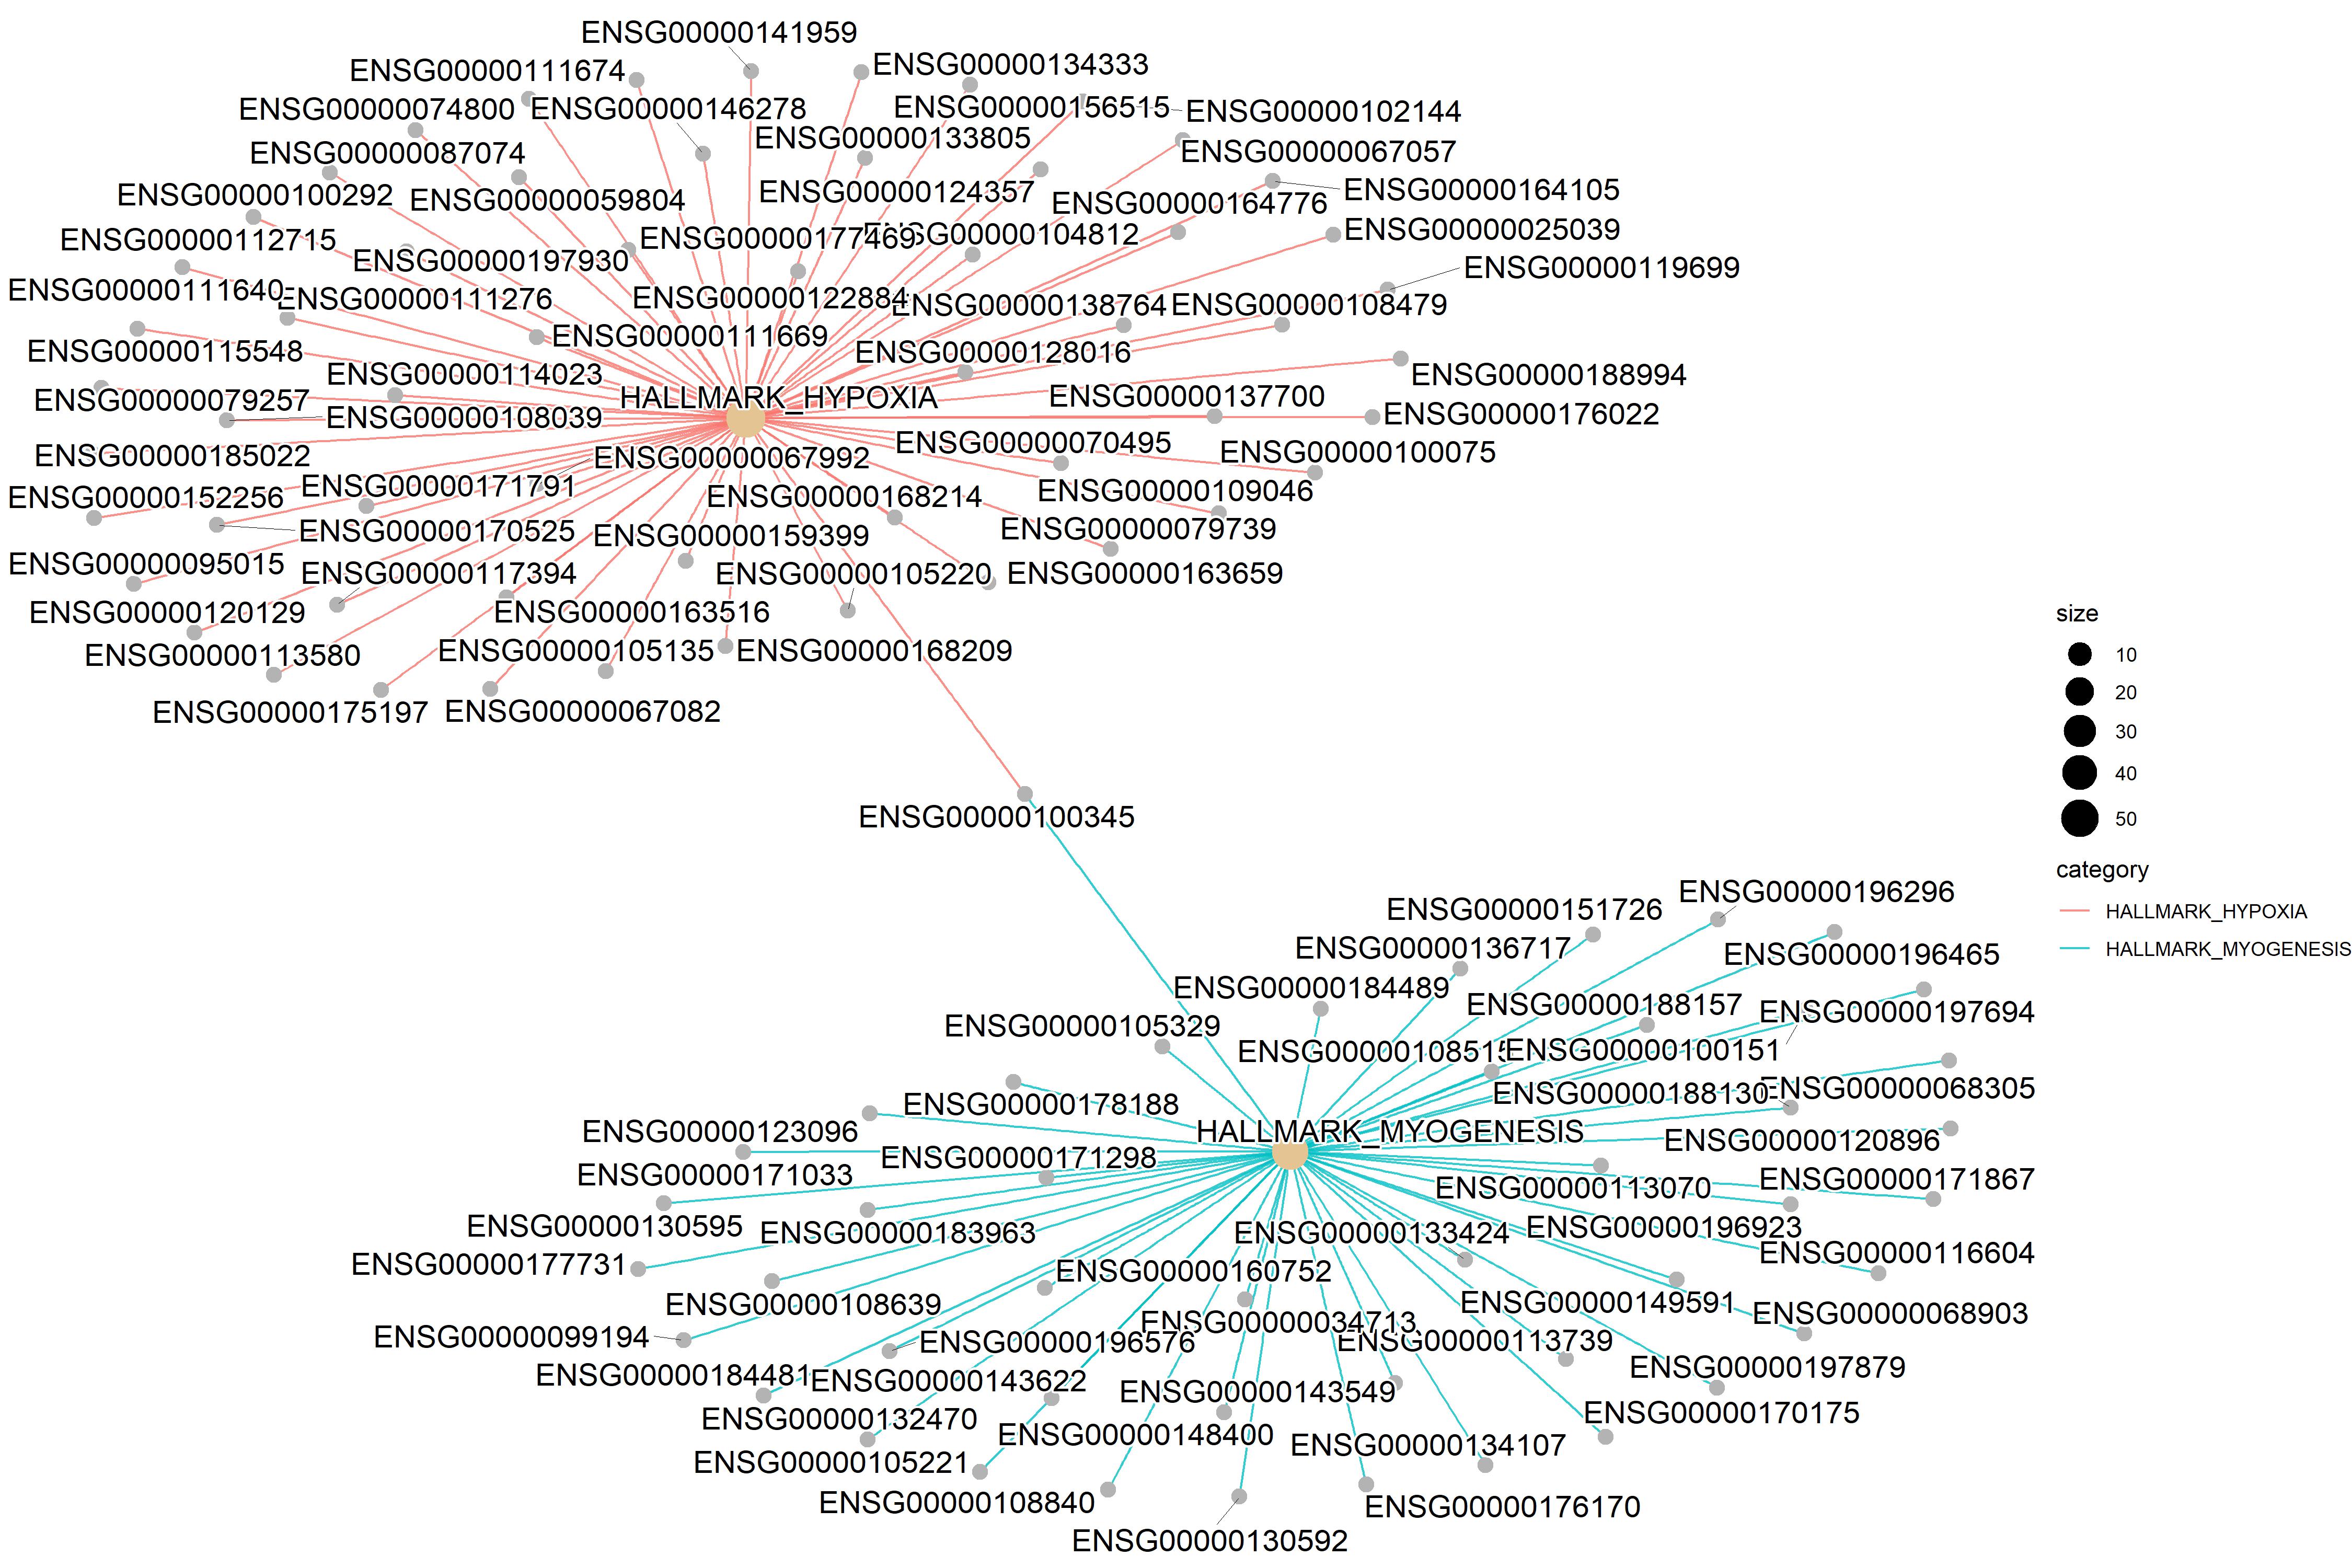 ENSG00000141959
ENSG00000134333
ENSG00000111674
ENSG00000156515
ENSG00000102144
ENSG00000074800
ENSG00000146278
ENSG00000133805
ENSG00000067057
ENSG00000087074
ENSG00000164105
ENSG00000100292
ENSG00000059804
ENSG00000124357
ENSG00000164776
ENSG00000025039
ENSG00000112715
ENSG00000177469
ENSG00000104812
ENSG00000197930
ENSG00000119699
ENSG00000111640
ENSG00000111276
ENSG00000122884
ENSG00000138764
ENSG00000108479
ENSG00000111669
ENSG00000115548
ENSG00000128016
ENSG00000114023
ENSG00000188994
HALLMARK_HYPOXIA
ENSG00000137700
ENSG00000079257
ENSG00000108039
ENSG00000176022
ENSG00000070495
ENSG00000100075
ENSG00000185022
ENSG00000067992
ENSG00000171791
ENSG00000109046
ENSG00000152256
ENSG00000168214
ENSG00000170525
ENSG00000159399
ENSG00000079739
ENSG00000095015
ENSG00000117394
ENSG00000105220
ENSG00000163659
ENSG00000120129
ENSG00000163516
ENSG00000113580
ENSG00000105135
ENSG00000168209
ENSG00000175197
ENSG00000067082
ENSG00000100345
ENSG00000196296
ENSG00000151726
ENSG00000136717
ENSG00000196465
ENSG00000184489
ENSG00000188157
ENSG00000197694
ENSG00000105329
ENSG00000108515
ENSG00000100151
ENSG00000188130
ENSG00000068305
ENSG00000178188
ENSG00000123096
HALLMARK_MYOGENESIS
ENSG00000120896
ENSG00000171298
ENSG00000171033
ENSG00000171867
ENSG00000113070
ENSG00000130595
ENSG00000183963
ENSG00000133424
ENSG00000196923
ENSG00000116604
ENSG00000177731
ENSG00000160752
ENSG00000108639
ENSG00000149591
ENSG00000068903
ENSG00000034713
ENSG00000099194
ENSG00000196576
ENSG00000113739
ENSG00000184481
ENSG00000143622
ENSG00000143549
ENSG00000197879
ENSG00000132470
ENSG00000170175
ENSG00000148400
ENSG00000134107
ENSG00000105221
ENSG00000108840
ENSG00000176170
ENSG00000130592
size
10
20
30
40
50
category
HALLMARK_HYPOXIA
HALLMARK_MYOGENESIS